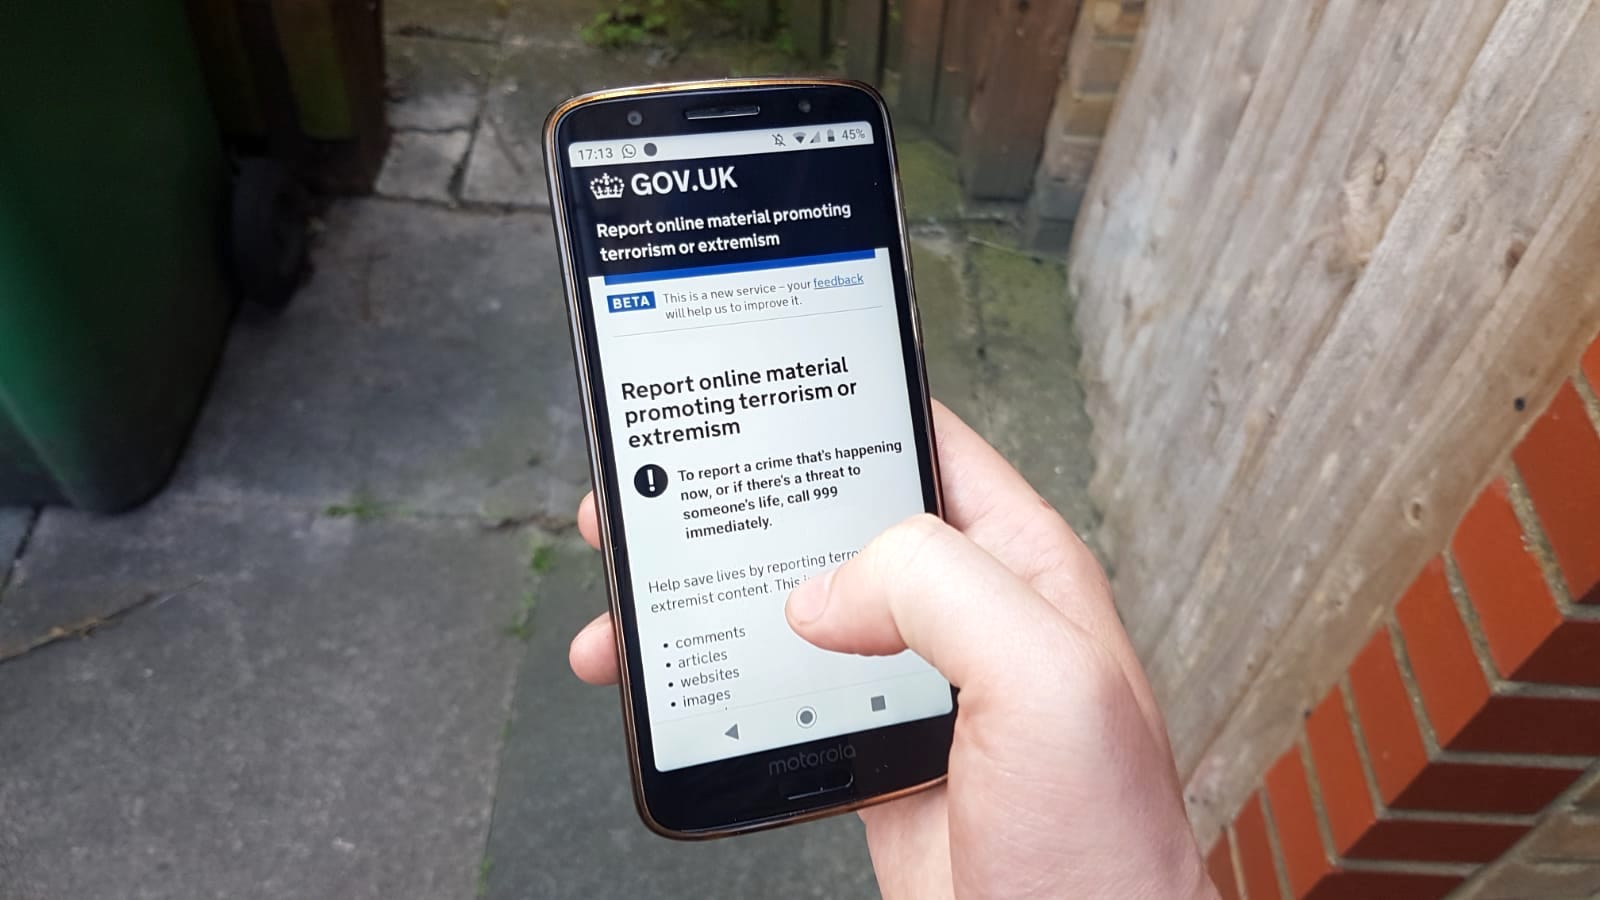 17:13 45%
GOV.UK
Report online material promoting
terrorism or extremism
BETA This is a new service – your feedback
will help us to improve it.
Report online material
promoting terrorism or
extremism
! To report a crime that's happening
now, or if there's a threat to
someone's life, call 999
immediately.
Help save lives by reporting
extremist content. This
• comments
• articles
• websites
• images
motorola